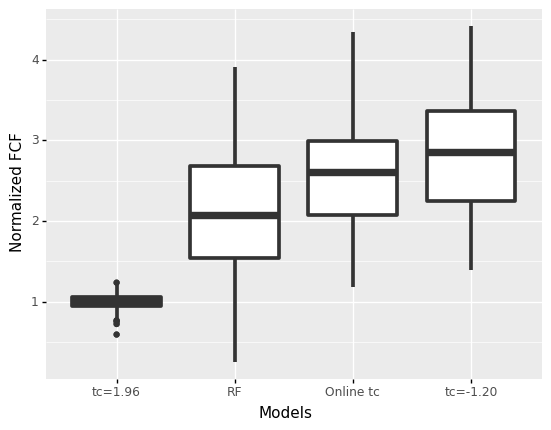 Normalized FCF
4
3
2
1
tc=1.96
RF
Online tc
tc=-1.20
Models